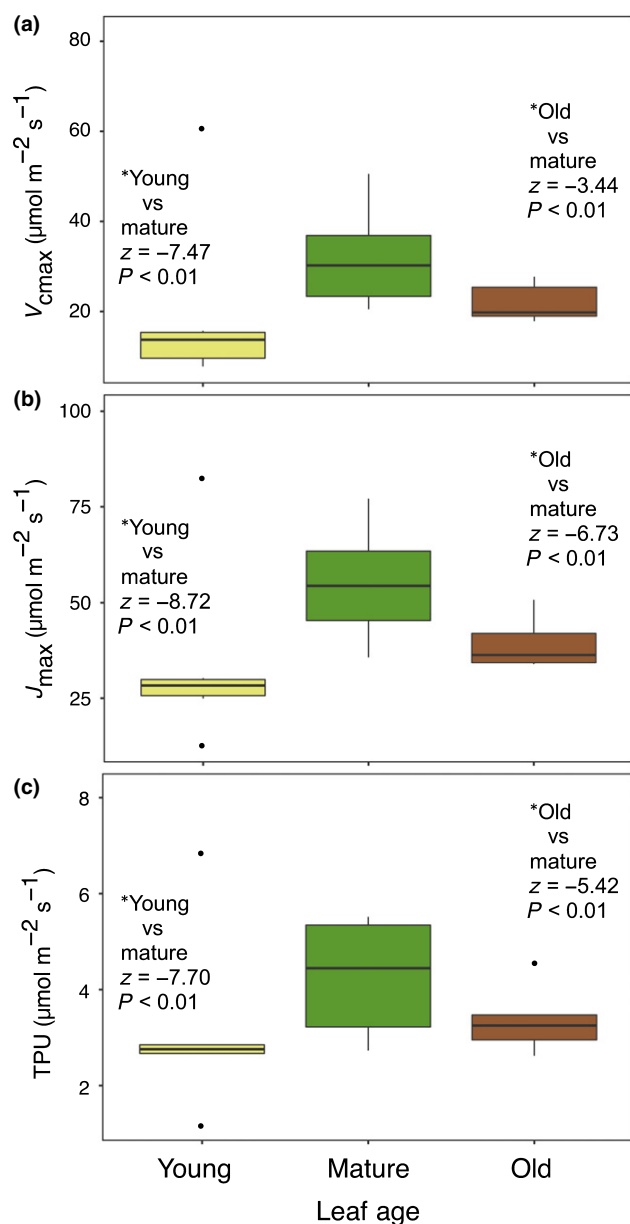 (a)
80
60
40
20
V cmax (µmol m−2 s−1)
*Young
vs
mature
z = −7.47
P < 0.01
*Old
vs
mature
z = −3.44
P < 0.01
(b)
100
75
50
25
J max (µmol m−2 s−1)
*Young
vs
mature
z = −8.72
P < 0.01
*Old
vs
mature
z = −6.73
P < 0.01
(c)
8
6
4
2
TPU (µmol m−2 s−1)
*Young
vs
mature
z = −7.70
P < 0.01
*Old
vs
mature
z = −5.42
P < 0.01
Young Mature Old
Leaf age